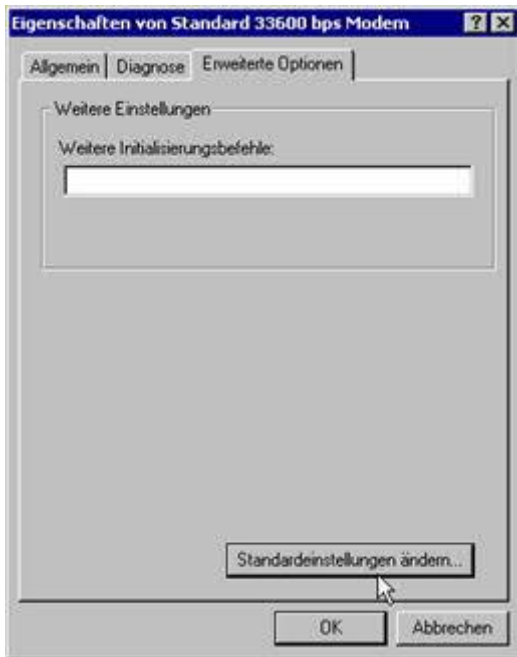 Eigenschaften von Standard 33600 bps Modem
Allgemein Diagnose Erweiterte Optionen
Weitere Einstellungen
Weitere Initialisierungsbefehle:
Standardeinstellungen ändern...
OK Abbrechen